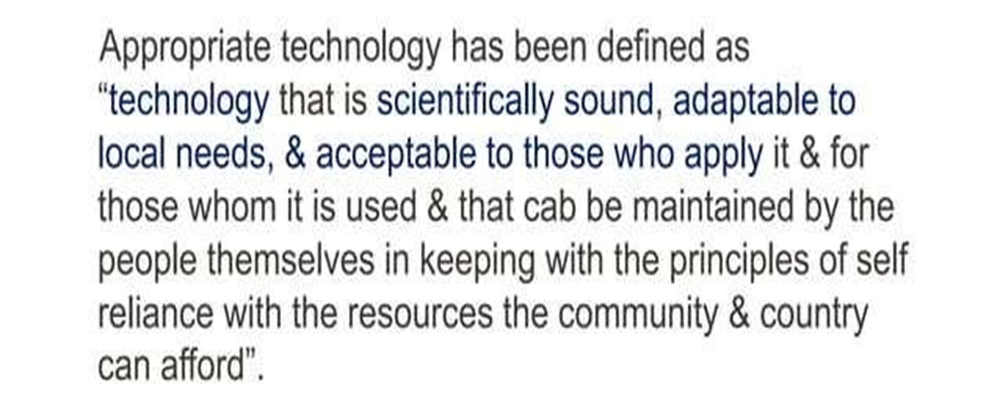 Appropriate technology has been defined as
“technology that is scientifically sound, adaptable to
local needs, & acceptable to those who apply it & for
those whom it is used & that cab be maintained by the
people themselves in keeping with the principles of self
reliance with the resources the community & country
can afford”.